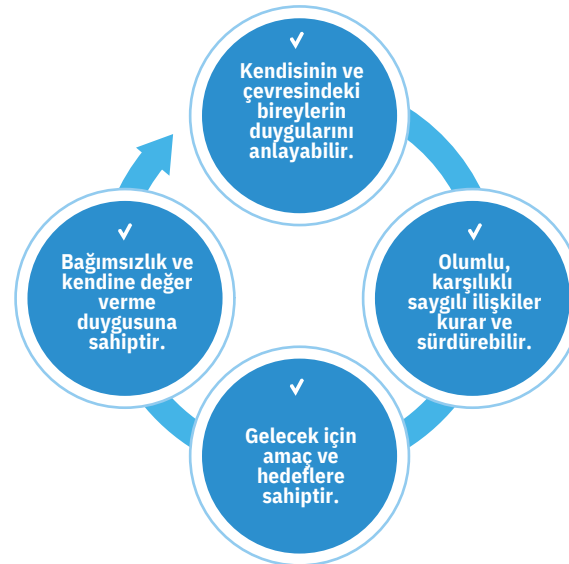 Kendisinin ve
çevresindeki
bireylerin
duygularını
anlayabilir.
Olumlu,
karşılıklı
saygılı ilişkiler
kurar ve
sürdürebilir.
Gelecek için
amaç ve
hedeflere
sahiptir.
Bağımsızlık ve
kendine değer
verme
duygusuna
sahiptir.